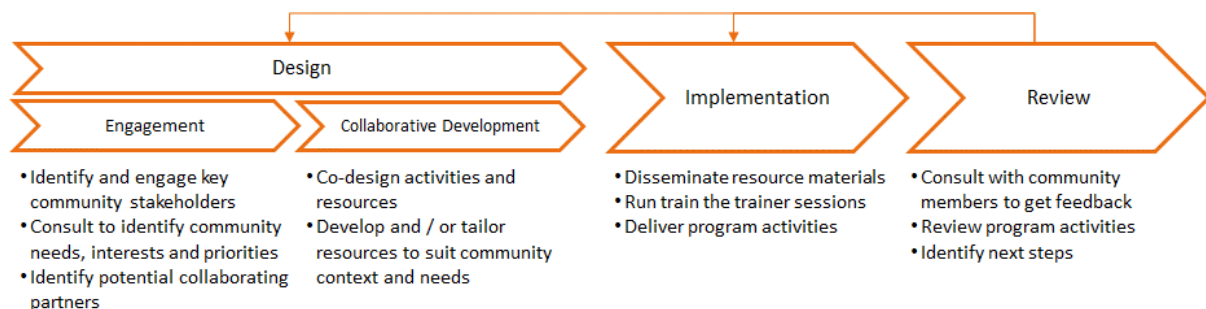 Design
Engagement
Collaborative Development
Implementation
Review
• Identify and engage key
community stakeholders
• Consult to identify community
needs, interests and priorities
• Identify potential collaborating
partners
• Co-design activities and
resources
• Develop and / or tailor
resources to suit community
context and needs
• Disseminate resource materials
• Run train the trainer sessions
• Deliver program activities
• Consult with community
members to get feedback
• Review program activities
• Identify next steps